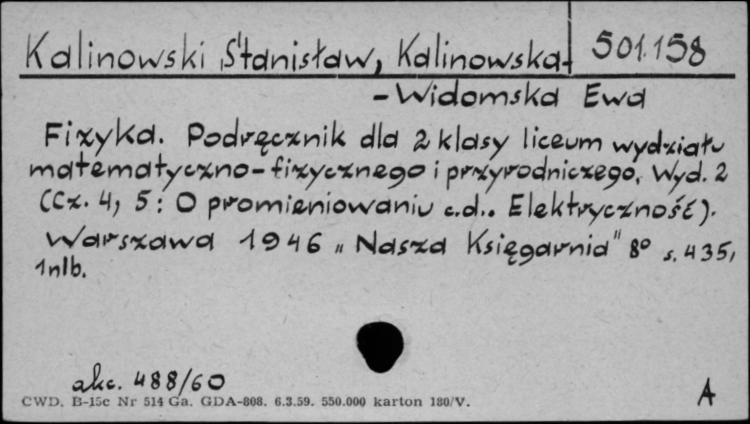 Kalinowski Stanisław, Kalinowska- 501.158
-Widomska Ewa
Fizyka. Podręcznik dla 2 klasy liceum wydziału
matematyczno-fizycznego i przyrodniczego. Wyd. 2
(Cz. 4, 5: O promieniowaniu c.d.. Elektryczność).
Warszawa 1946 „Nasza Księgarnia" 8° s. 435,
1 nlb.
akc. 488/60
CWD. B-15c Nr 514 Ga. GDA-808. 6.3.59. 550.000 karton 180/V.
A